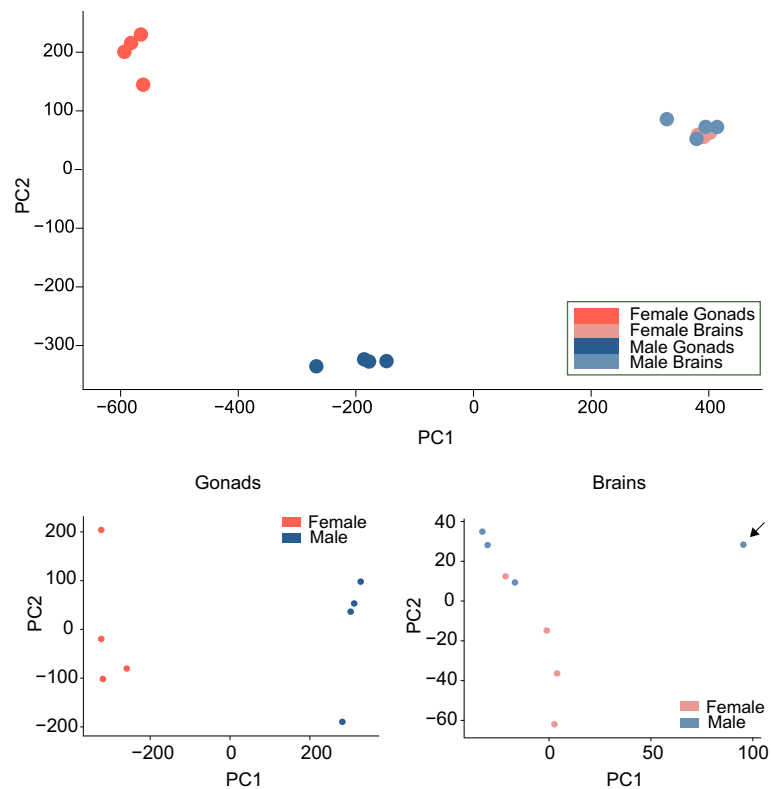 200
100
0
−100
−200
−300
PC2
Female Gonads
Female Brains
Male Gonads
Male Brains
−600
−400
−200
0
200
400
PC1
Gonads
200
100
0
−100
−200
PC2
Female
Male
−200
0
200
PC1
Brains
40
20
0
−20
−40
−60
PC2
Female
Male
0
50
100
PC1